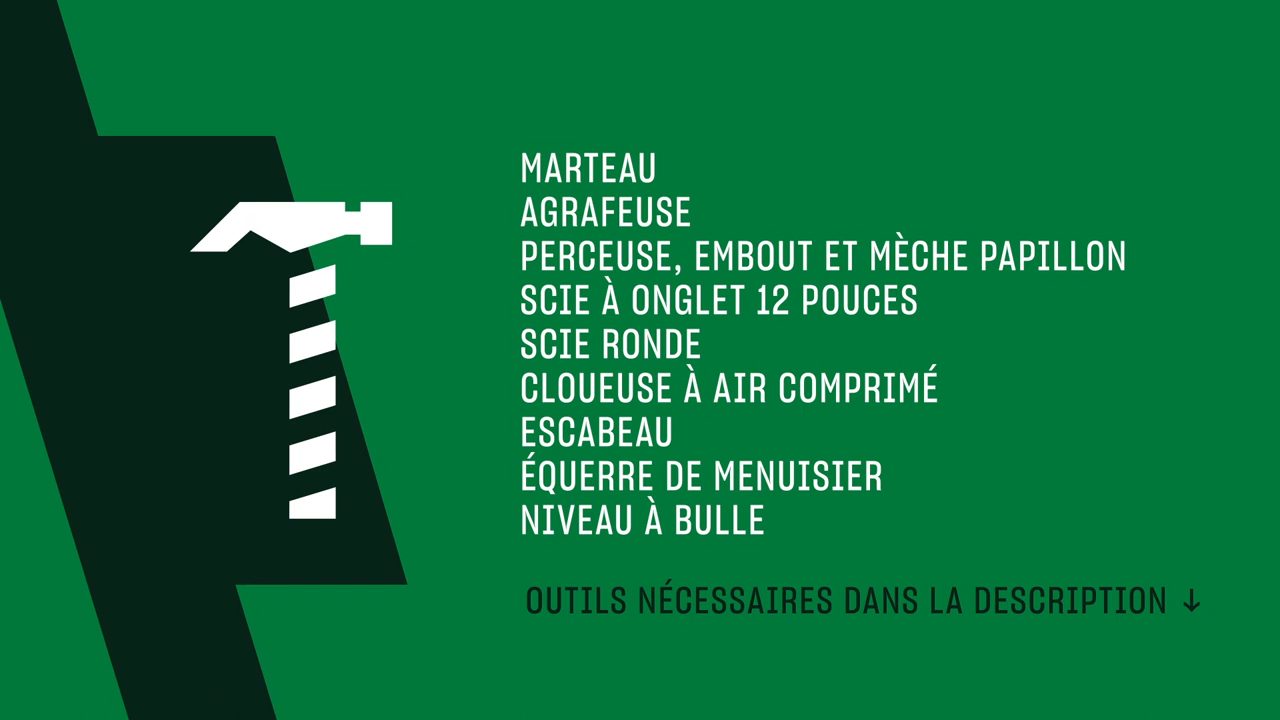 MARTEAU
AGRAFEUSE
PERCEUSE, EMBOUT ET MÈCHE PAPILLON
SCIE À ONGLET 12 POUCES
SCIE RONDE
CLOUEUSE À AIR COMPRIMÉ
ESCABEAU
ÉQUERRE DE MENUISIER
NIVEAU À BULLE
OUTILS NÉCESSAIRES DANS LA DESCRIPTION ↓